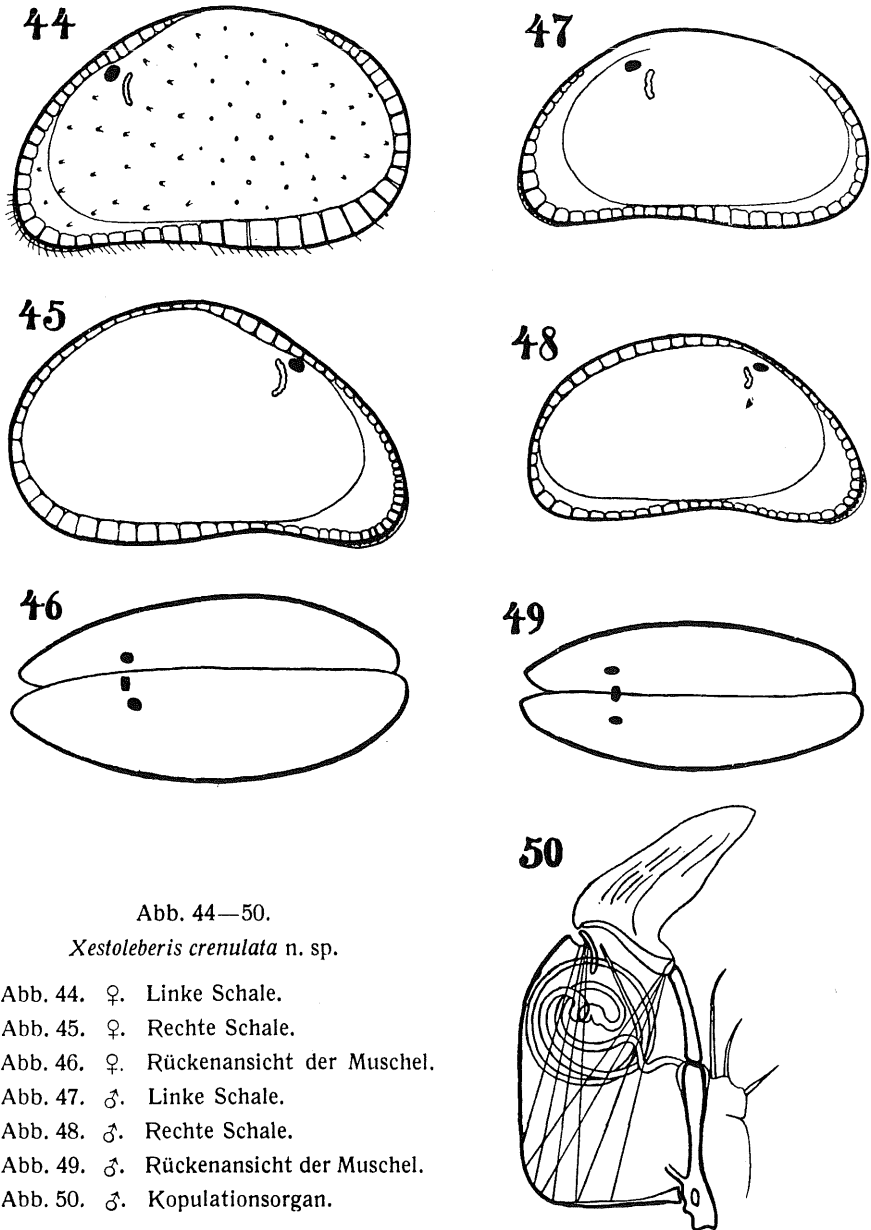 44
47
45
48
46
49
50
Abb. 44—50.
Xestoleberis crenulata n. sp.
Abb. 44. ♀. Linke Schale.
Abb. 45. ♀. Rechte Schale.
Abb. 46. ♀. Rückenansicht der Muschel.
Abb. 47. ♂. Linke Schale.
Abb. 48. ♂. Rechte Schale.
Abb. 49. ♂. Rückenansicht der Muschel.
Abb. 50. ♂. Kopulationsorgan.